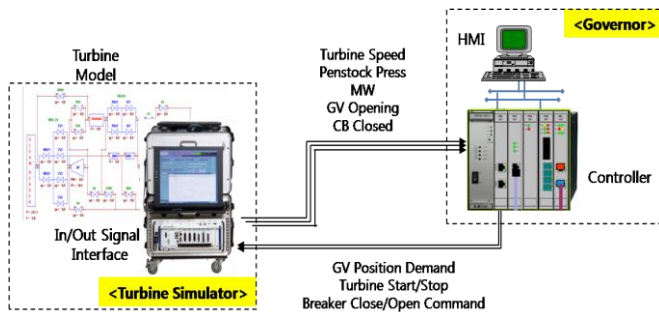 <Governor>
HMI
Turbine
Model
Turbine Speed
Penstock Press
MW
GV Opening
CB Closed
Controller
In/Out Signal
Interface
<Turbine Simulator>
GV Position Demand
Turbine Start/Stop
Breaker Close/Open Command